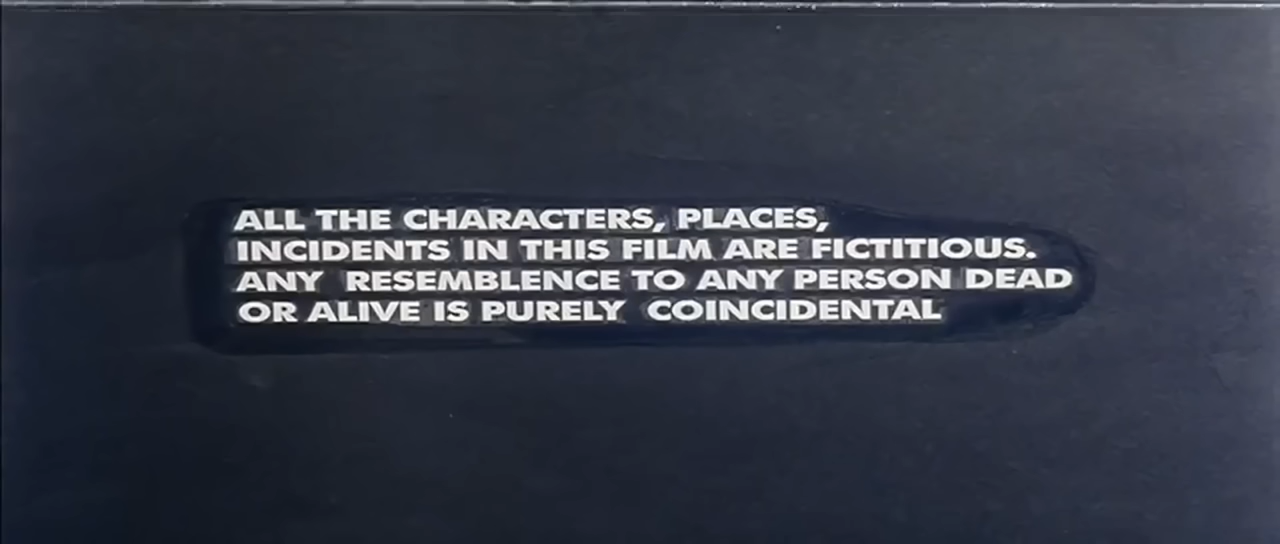 ALL THE CHARACTERS, PLACES,
INCIDENTS IN THIS FILM ARE FICTITIOUS.
ANY RESEMBLENCE TO ANY PERSON DEAD
OR ALIVE IS PURELY COINCIDENTAL